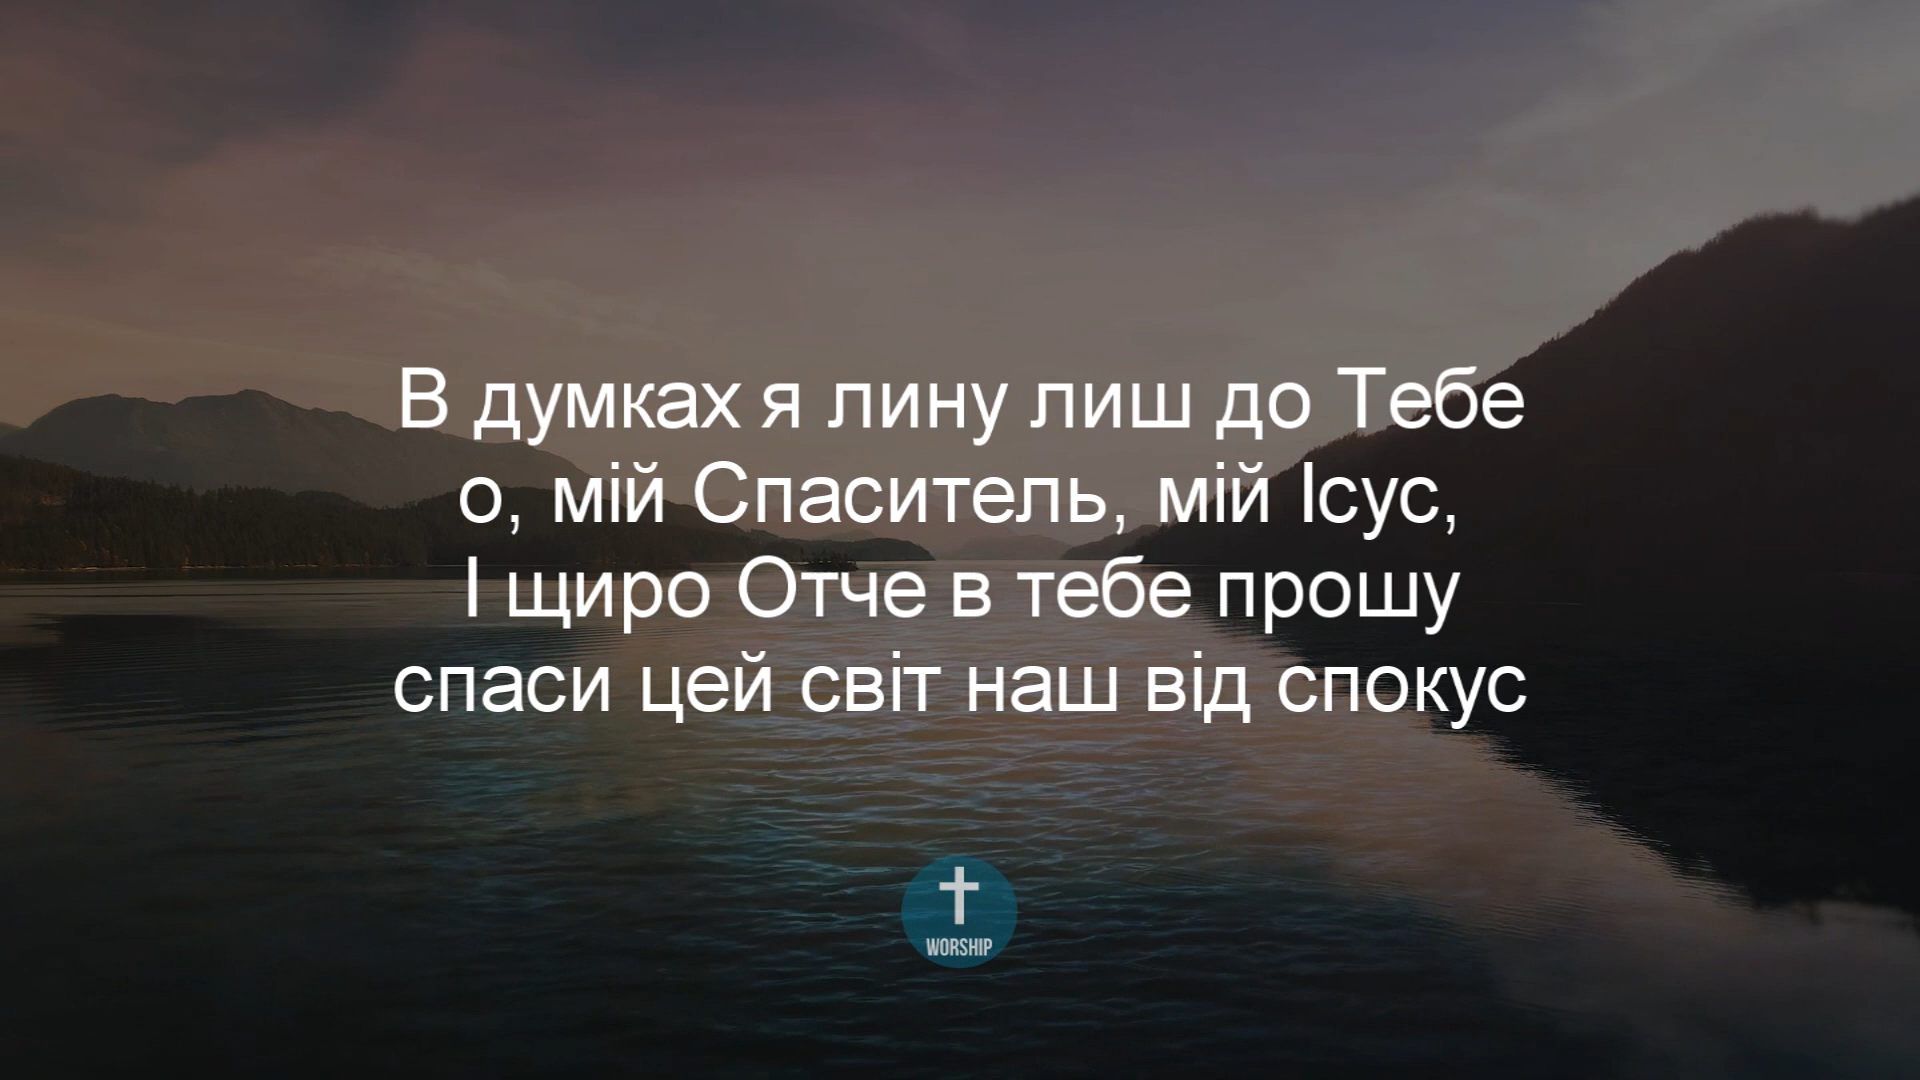 В думках я лину лиш до Тебе
о, мій Спаситель, мій Ісус,
І щиро Отче в тебе прошу
спаси цей світ наш від спокус
WORSHIP